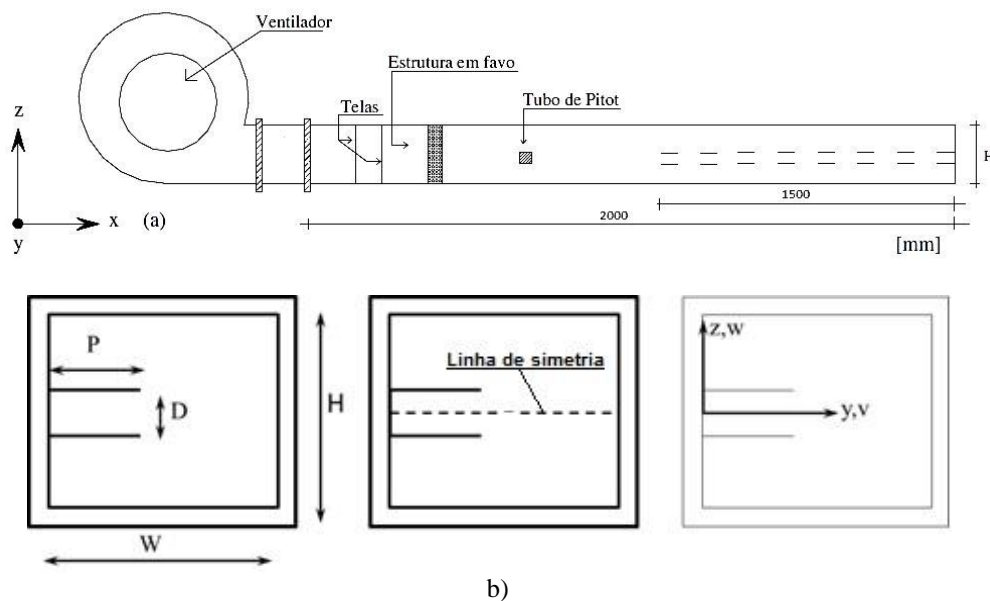 Ventilador
Estrutura em favo
Telas
Tubo de Pitot
z
H
1500
x
(a)
2000
y
[mm]
P
D
H
W
Linha de simetria
z,w
y,v
b)